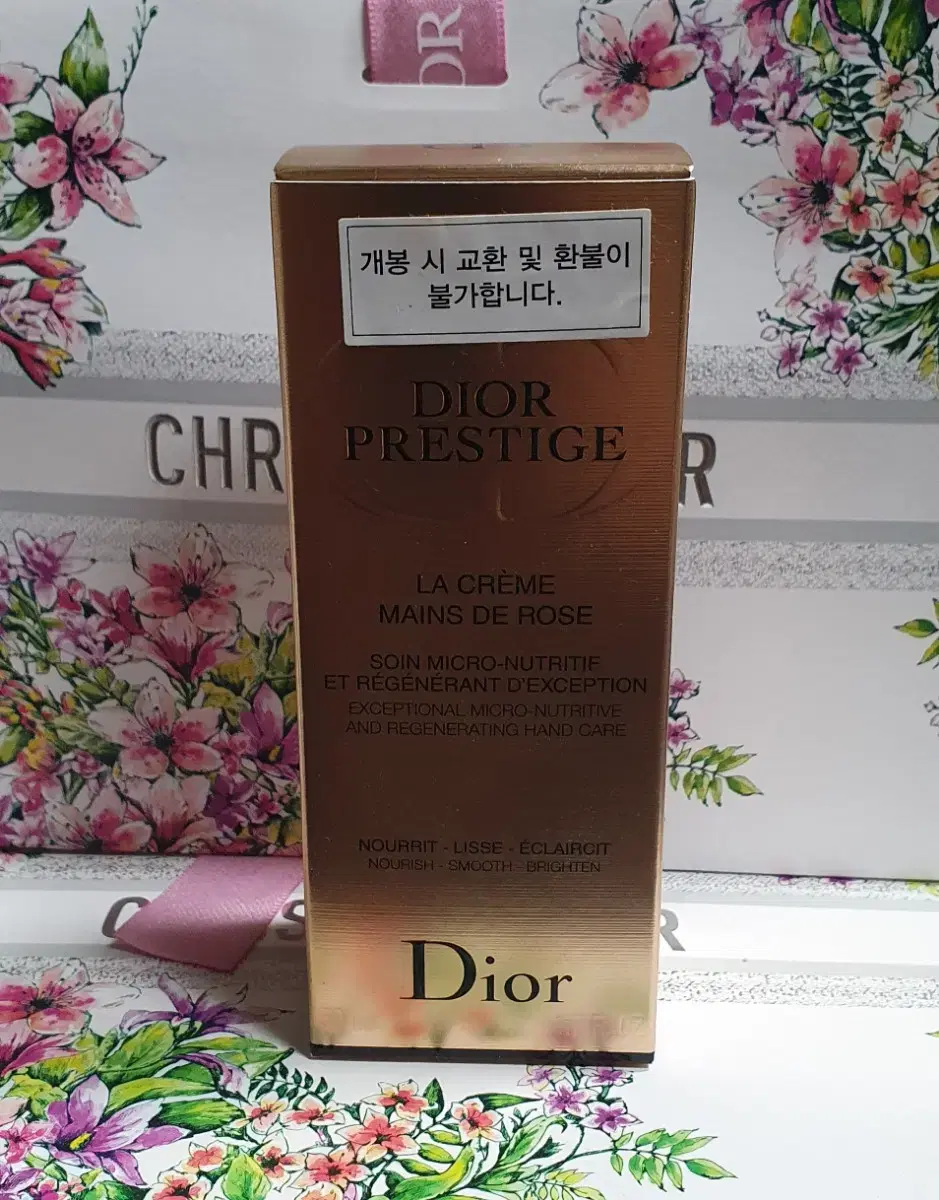 DIOR
개봉 시 교환 및 환불이
불가합니다.
DIOR
PRESTIGE
CHR
R
LA CRÈME
MAINS DE ROSE
SOIN MICRO-NUTRITIF
ET RÉGÉNÉRANT D'EXCEPTION
EXCEPTIONAL MICRO-NUTRITIVE
AND REGENERATING HAND CARE
NOURRIT - LISSE - ÉCLAIRCIT
NOURISH - SMOOTH - BRIGHTEN
Dior